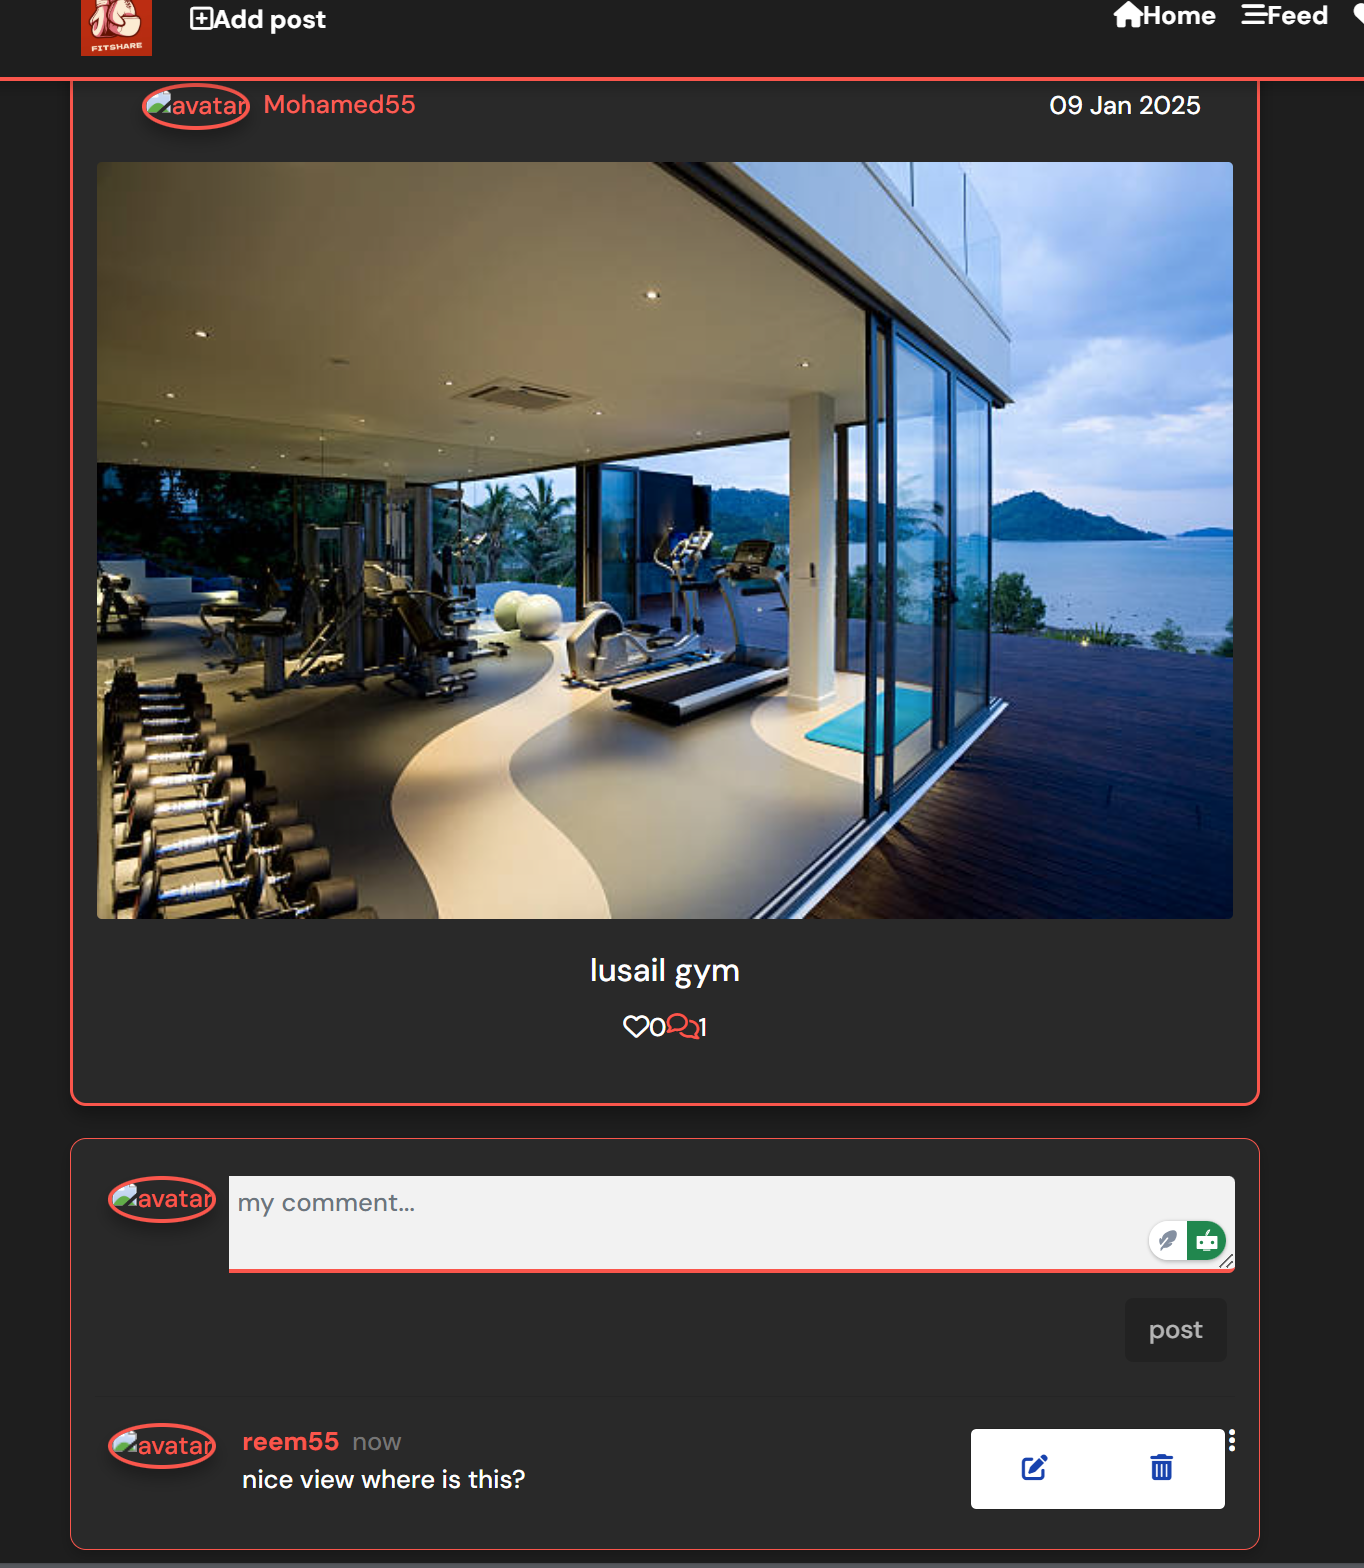 FITSHARE
Add post
Home
Feed
avatar
Mohamed55
09 Jan 2025
lusail gym
0
1
avatar
my comment...
post
avatar
reem55 now
nice view where is this?